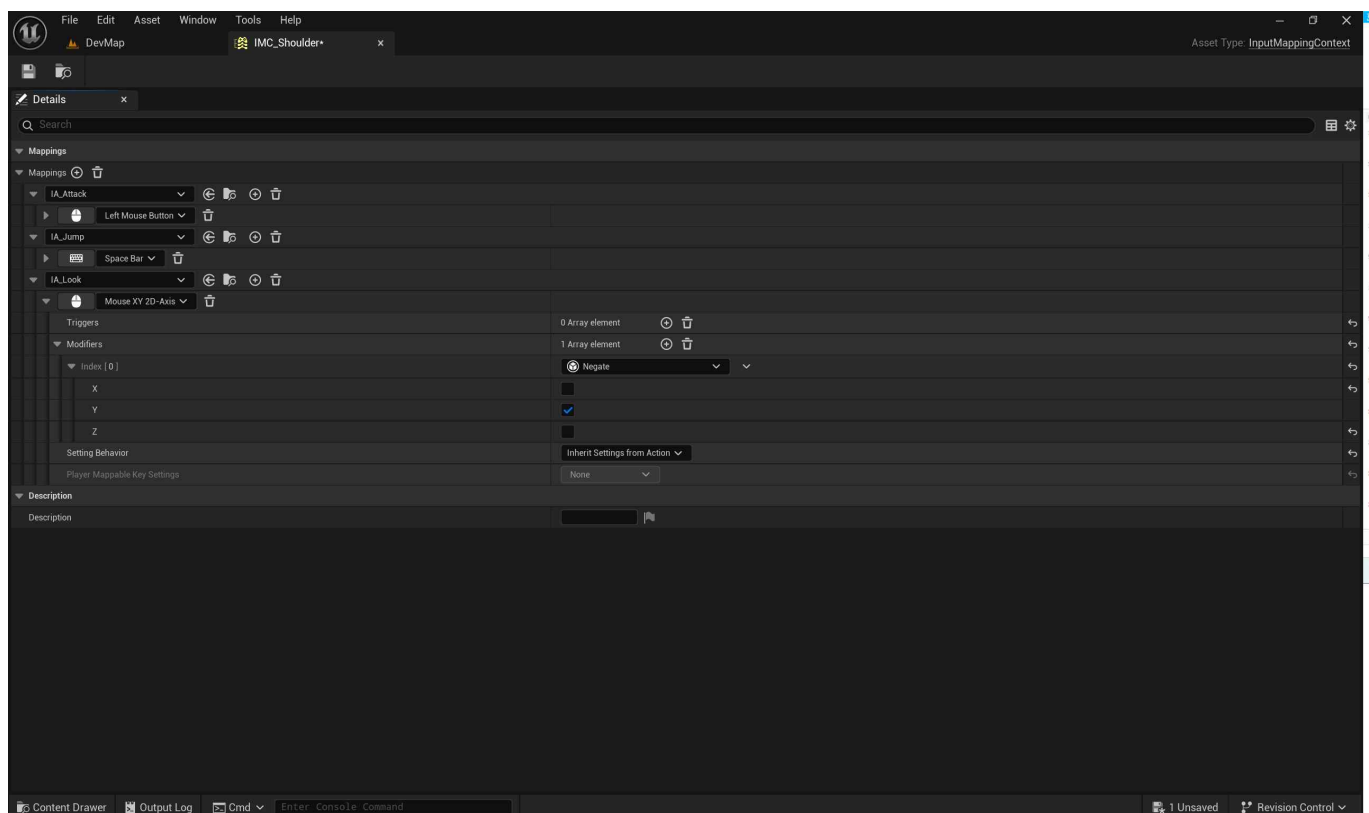 File Edit Asset Window Tools Help
DevMap IMC_Shoulder* Asset Type: InputMappingContext
Details
Search
Mappings
Mappings
IA_Attack
Left Mouse Button
IA_Jump
Space Bar
IA_Look
Mouse XY 2D-Axis
Triggers 0 Array element
Modifiers 1 Array element
Index [ 0 ] Negate
X
Y
Z
Setting Behavior Inherit Settings from Action
Player Mappable Key Settings None
Description
Description
Content Drawer Output Log Cmd Enter Console Command 1 Unsaved Revision Control